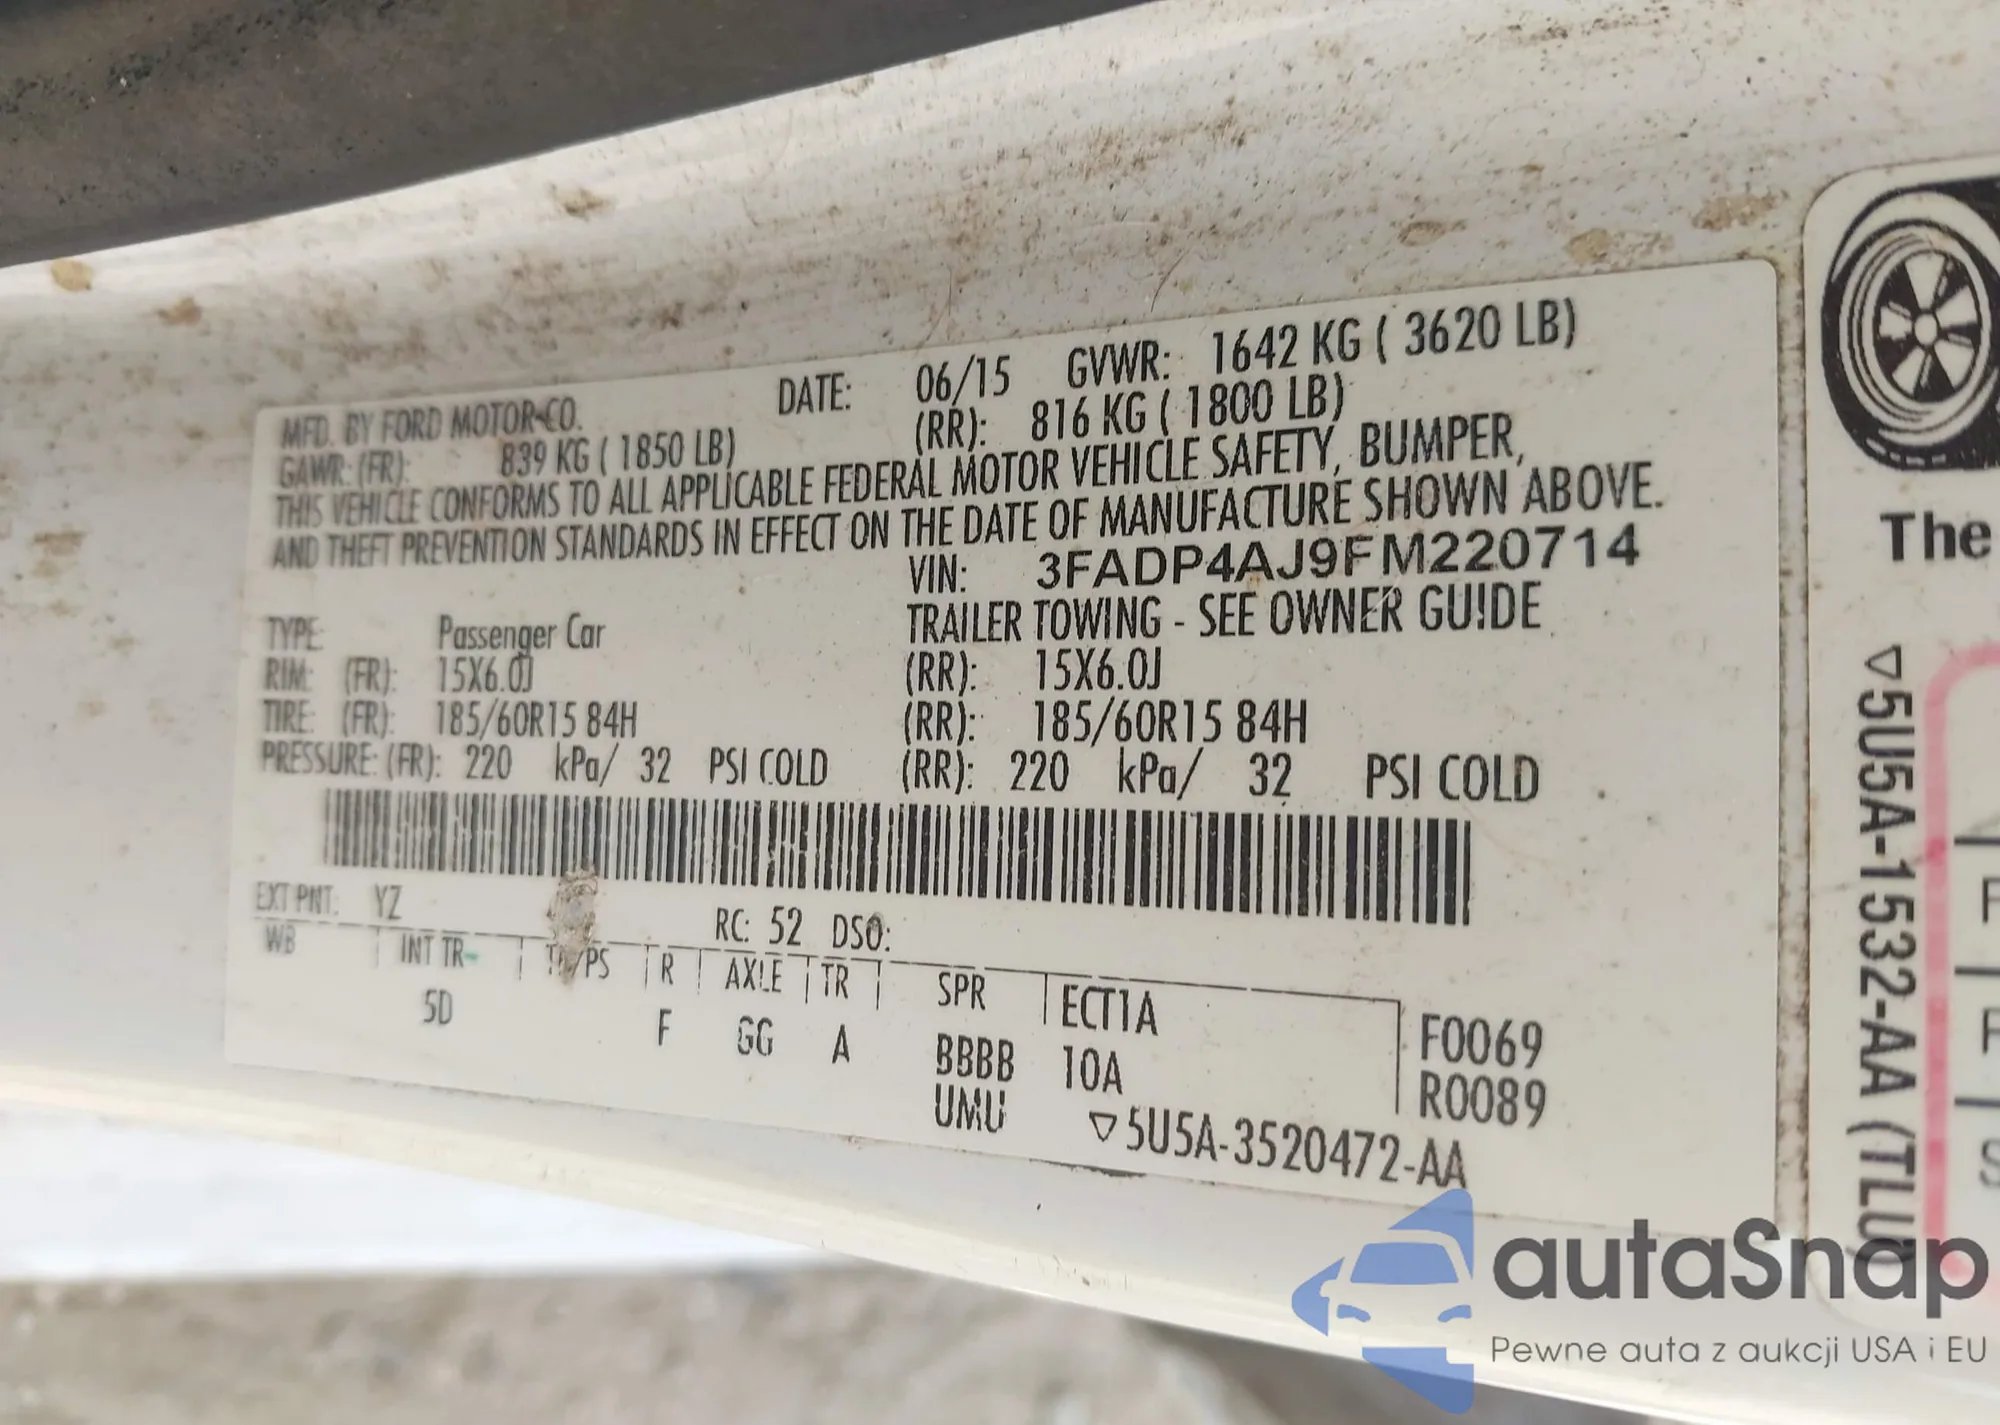 MFD. BY FORD MOTOR CO. DATE: 06/15 GVWR: 1642 KG ( 3620 LB)
GAWR: (FR): 839 KG ( 1850 LB) (RR): 816 KG ( 1800 LB)
THIS VEHICLE CONFORMS TO ALL APPLICABLE FEDERAL MOTOR VEHICLE SAFETY, BUMPER,
AND THEFT PREVENTION STANDARDS IN EFFECT ON THE DATE OF MANUFACTURE SHOWN ABOVE.
VIN: 3FADP4AJ9FM220714
TYPE: Passenger Car TRAILER TOWING - SEE OWNER GUIDE
RIM: (FR): 15X6.0J (RR): 15X6.0J
TIRE: (FR): 185/60R15 84H (RR): 185/60R15 84H
PRESSURE: (FR): 220 kPa/ 32 PSI COLD (RR): 220 kPa/ 32 PSI COLD
EXT PNT: YZ RC: 52 DSO:
WB INT TR TP/PS R AXLE TR SPR ECT1A F0069
5D F GG A BBBB 10A R0089
UMU ▽5U5A-3520472-AA
The
▽5U5A-1532-AA (TLU)
autaSnap
Pewne auta z aukcji USA i EU